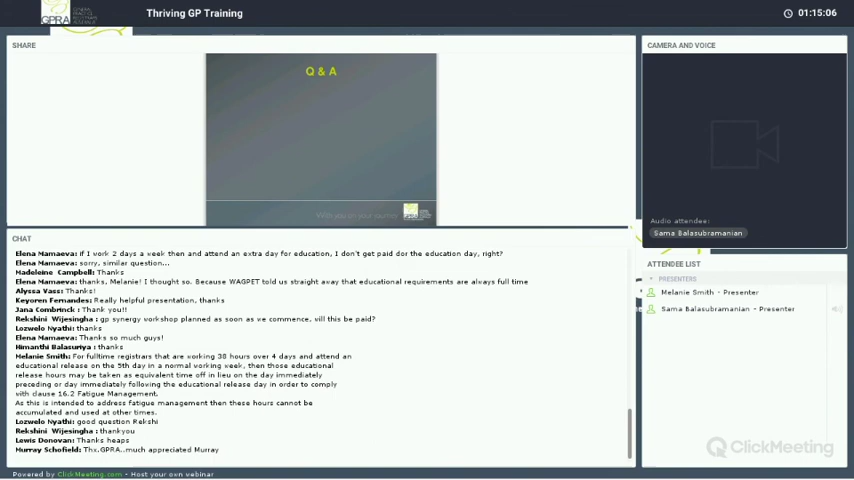 GPRA
GENERAL
PRACTICE
REGISTRARS
AUSTRALIA
Thriving GP Training
01:15:06
SHARE
Q & A
With you on your journey
CAMERA AND VOICE
Audio attendee:
Sama Balasubramanian
CHAT
Elena Mamaeva: if I work 2 days a week then and attend an extra day for education, I don't get paid dor the education day, right?
Elena Mamaeva: sorry, similar question...
Madeleine Campbell: Thanks
Elena Mamaeva: thanks, Melanie! I thought so. Because WAGPET told us straight away that educational requirements are always full time
Alyssa Vass: Thanks!
Keyoren Fernandes: Really helpful presentation, thanks
Jana Combrinck: Thank you!!
Rekshini Wijesingha: gp synergy workshop planned as soon as we commence, will this be paid?
Lozwelo Nyathi: thanks
Elena Mamaeva: Thanks so much guys!
Himanthi Balasuriya: thanks
Melanie Smith: For fulltime registrars that are working 38 hours over 4 days and attend an
educational release on the 5th day in a normal working week, then those educational
release hours may be taken as equivalent time off in lieu on the day immediately
preceding or day immediately following the educational release day in order to comply
with clause 16.2 Fatigue Management.
As this is intended to address fatigue management then these hours cannot be
accumulated and used at other times.
Lozwelo Nyathi: good question Rekshi
Rekshini Wijesingha : thankyou
Lewis Donovan: Thanks heaps
Murray Schofield: Thx,GPRA..much appreciated Murray
ATTENDEE LIST
PRESENTERS
Melanie Smith - Presenter
Sama Balasubramanian - Presenter
ClickMeeting
Powered by ClickMeeting.com - Host your own webinar